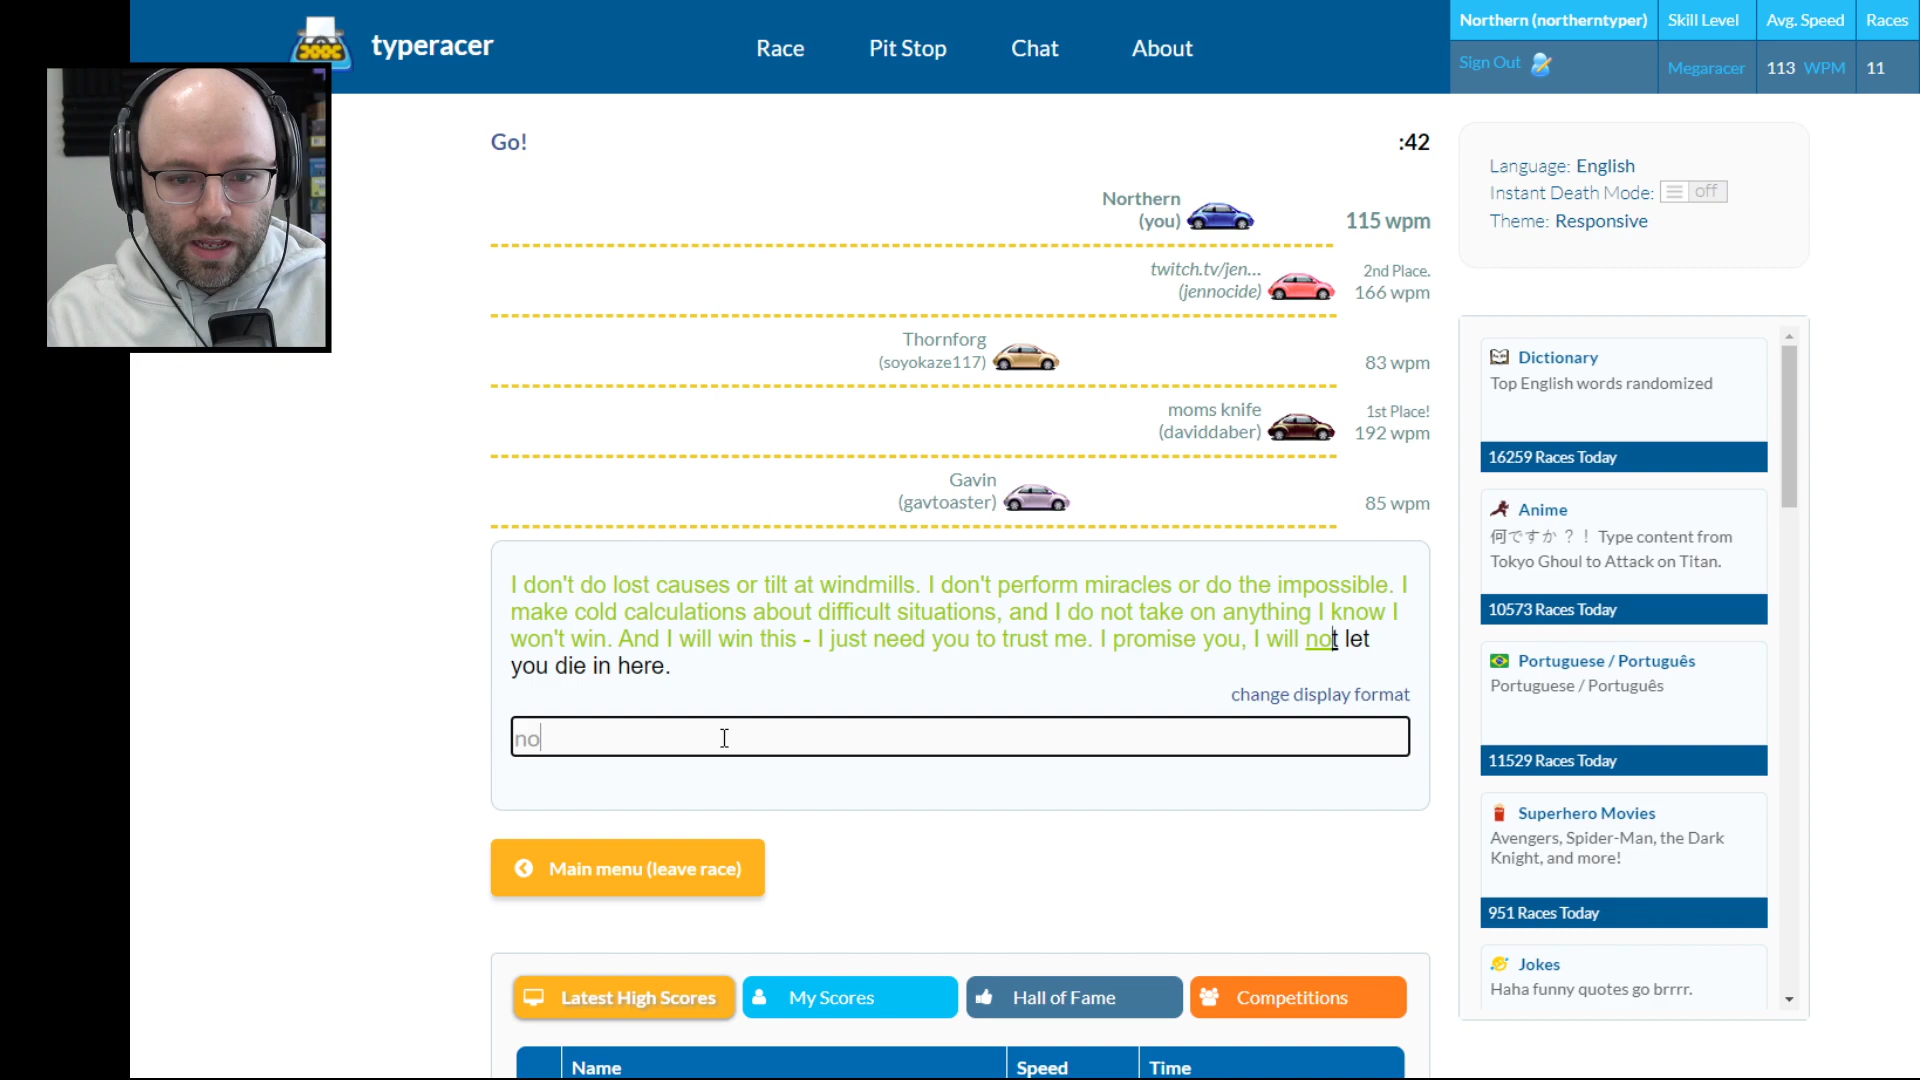 typeracer
Race
Pit Stop
Chat
About
Northern (northerntyper)
Skill Level
Avg. Speed
Races
Sign Out
Megaracer
113 WPM
11
Go!
:42
Northern
(you)
115 wpm
twitch.tv/jen...
(jennocide)
2nd Place.
166 wpm
Thornforg
(soyokaze117)
83 wpm
moms knife
(daviddaber)
1st Place!
192 wpm
Gavin
(gavtoaster)
85 wpm
I don't do lost causes or tilt at windmills. I don't perform miracles or do the impossible. I
make cold calculations about difficult situations, and I do not take on anything I know I
won't win. And I will win this - I just need you to trust me. I promise you, I will not let
you die in here.
change display format
no
Main menu (leave race)
Latest High Scores
My Scores
Hall of Fame
Competitions
Name
Speed
Time
Language: English
Instant Death Mode: off
Theme: Responsive
Dictionary
Top English words randomized
16259 Races Today
Anime
何ですか？！ Type content from
Tokyo Ghoul to Attack on Titan.
10573 Races Today
Portuguese / Português
Portuguese / Português
11529 Races Today
Superhero Movies
Avengers, Spider-Man, the Dark
Knight, and more!
951 Races Today
Jokes
Haha funny quotes go brrrr.